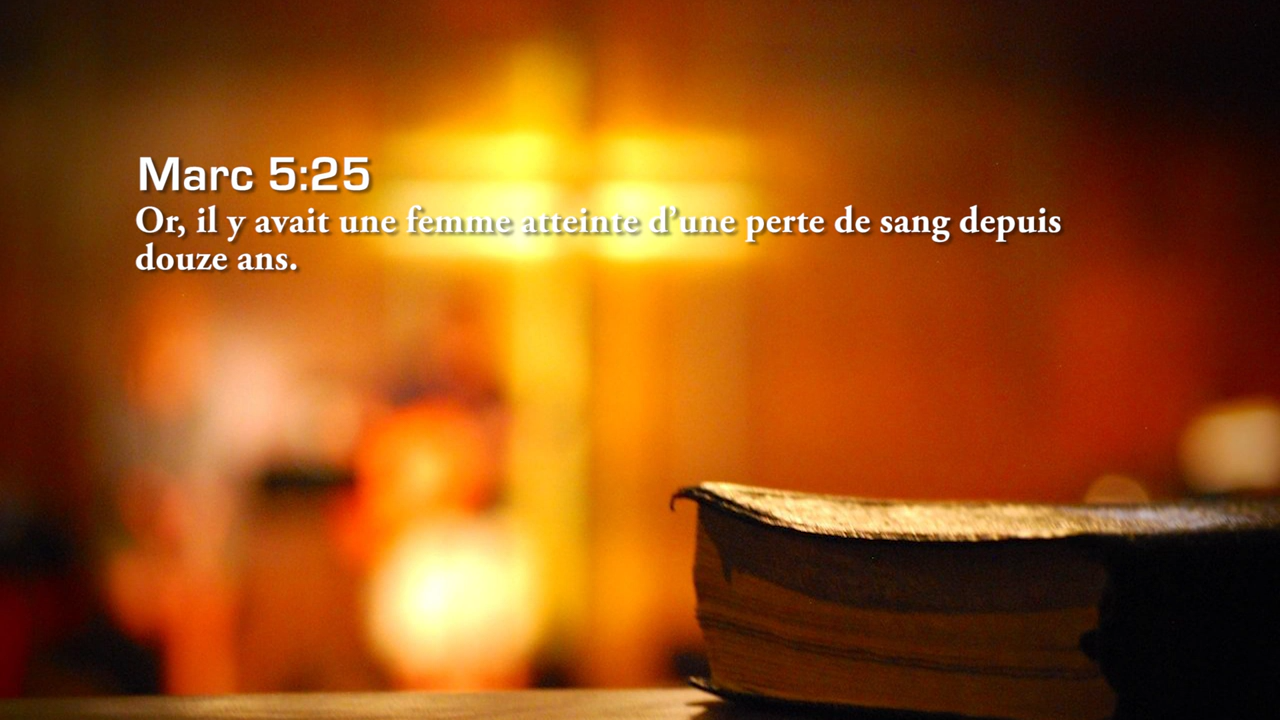 Marc 5:25
Or, il y avait une femme atteinte d’une perte de sang depuis
douze ans.